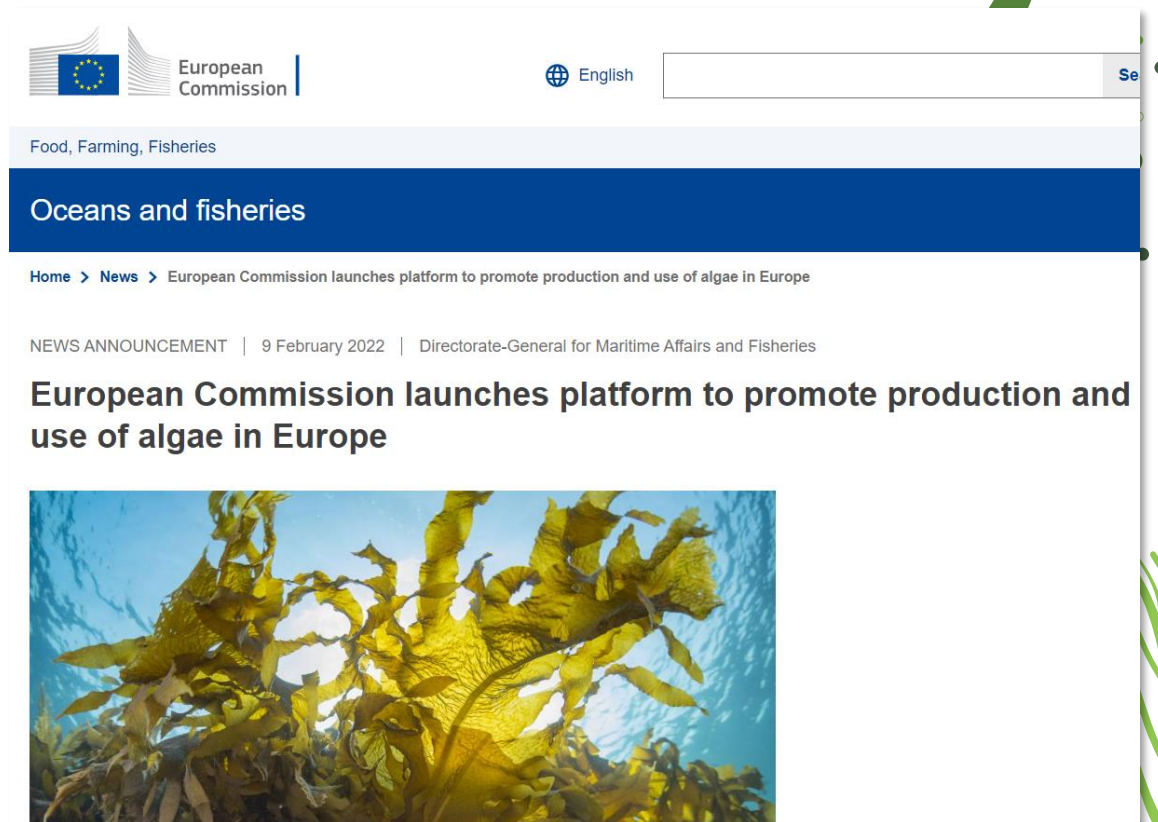 European
Commission
English
Food, Farming, Fisheries
Oceans and fisheries
Home > News > European Commission launches platform to promote production and use of algae in Europe
NEWS ANNOUNCEMENT | 9 February 2022 | Directorate-General for Maritime Affairs and Fisheries
European Commission launches platform to promote production and
use of algae in Europe